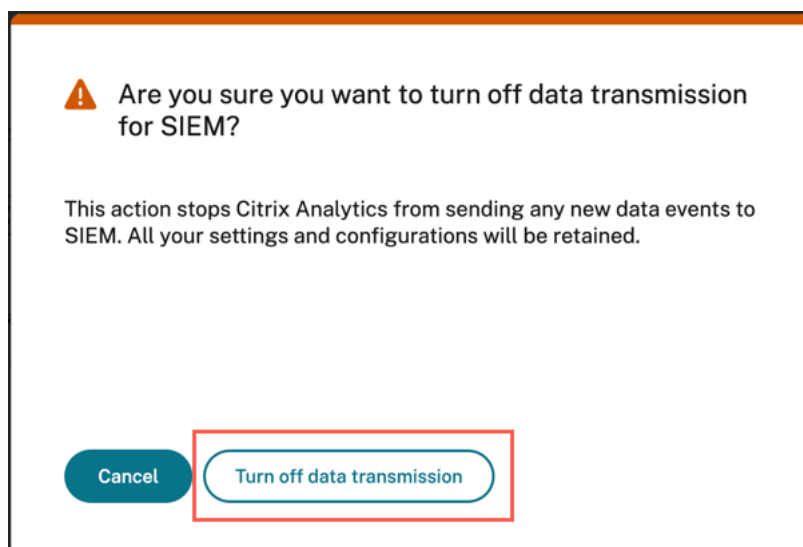 Are you sure you want to turn off data transmission
for SIEM?
This action stops Citrix Analytics from sending any new data events to
SIEM. All your settings and configurations will be retained.
Cancel
Turn off data transmission